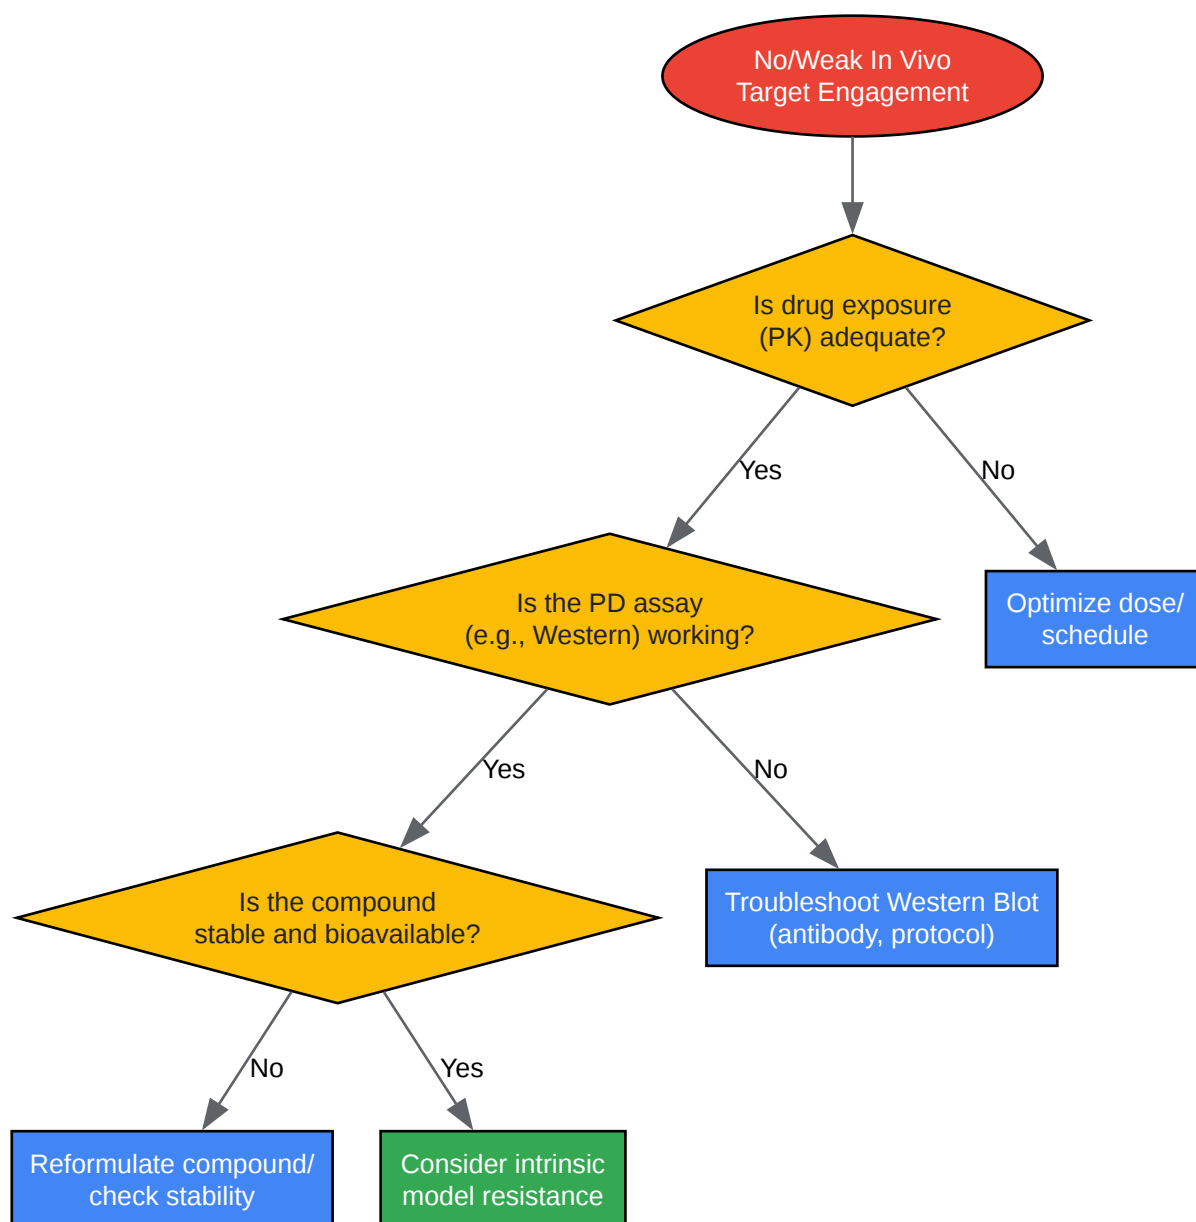 No/Weak In Vivo
Target Engagement
Is drug exposure
(PK) adequate?
Yes
No
Is the PD assay
(e.g., Western) working?
Optimize dose/
schedule
Yes
No
Is the compound
stable and bioavailable?
Troubleshoot Western Blot
(antibody, protocol)
No
Yes
Reformulate compound/
check stability
Consider intrinsic
model resistance